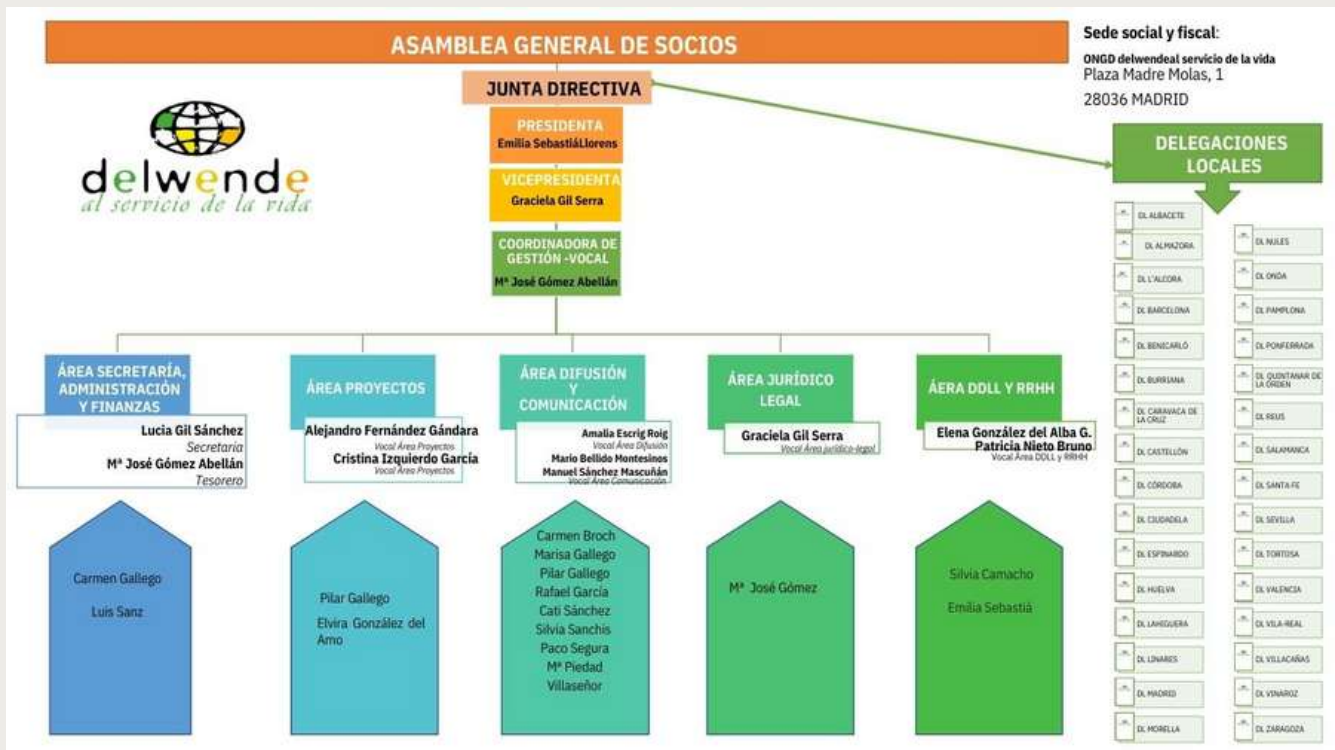 ASAMBLEA GENERAL DE SOCIOS
Sede social y fiscal:
ONGD delwendeal servicio de la vida
Plaza Madre Molas, 1
28036 MADRID
delwende
al servicio de la vida
JUNTA DIRECTIVA
PRESIDENTA
Emilia SebastiáLlorens
VICEPRESIDENTA
Graciela Gil Serra
COORDINADORA DE
GESTIÓN -VOCAL
Mª José Gómez Abellán
ÁREA SECRETARÍA,
ADMINISTRACIÓN
Y FINANZAS
Lucia Gil Sánchez
Secretaria
Mª José Gómez Abellán
Tesorero
Carmen Gallego
Luis Sanz
ÁREA PROYECTOS
Alejandro Fernández Gándara
Vocal Área Proyectos
Cristina Izquierdo García
Vocal Área Proyectos
Pilar Gallego
Elvira González del
Amo
ÁREA DIFUSIÓN
Y
COMUNICACIÓN
Amalia Escrig Roig
Vocal Área Difusión
Mario Bellido Montesinos
Manuel Sánchez Mascuñán
Vocal Área Comunicación
Carmen Broch
Marisa Gallego
Pilar Gallego
Rafael García
Cati Sánchez
Silvia Sanchis
Paco Segura
Mª Piedad
Villaseñor
ÁREA JURÍDICO
LEGAL
Graciela Gil Serra
Vocal Área jurídico-legal
Mª José Gómez
ÁERA DDLL Y RRHH
Elena González del Alba G.
Patricia Nieto Bruno
Vocal Área DDLL y RRHH
Silvia Camacho
Emilia Sebastiá
DELEGACIONES
LOCALES
DL ALBACETE
DL ALMAZORA
DL L'ALCORA
DL BARCELONA
DL BENICARLÓ
DL BURRIANA
DL CARAVACA DE
LA CRUZ
DL CASTELLÓN
DL CÓRDOBA
DL CIUDADELA
DL ESPINARDO
DL HUELVA
DL LAHIGUERA
DL LINARES
DL MADRID
DL MORELLA
DL NULES
DL ONDA
DL PAMPLONA
DL PONFERRADA
DL QUINTANAR DE
LA ORDEN
DL REUS
DL SALAMANCA
DL SANTA FE
DL SEVILLA
DL TORTOSA
DL VALENCIA
DL VILA-REAL
DL VILLACAÑAS
DL VINAROZ
DL ZARAGOZA